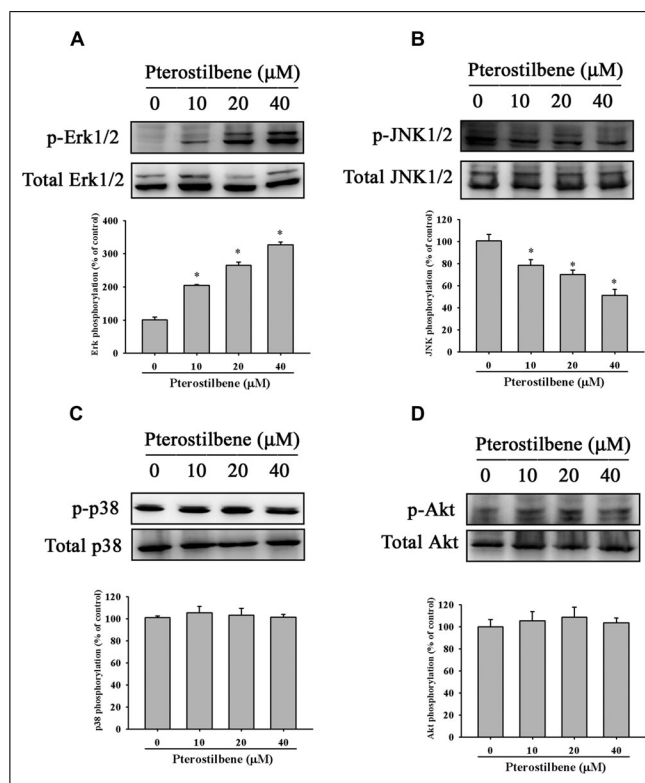 A
Pterostilbene (μM)
0 10 20 40
p-Erk1/2
Total Erk1/2
Erk phosphorylation (% of control)
400
300
200
100
0
* * *
0 10 20 40
Pterostilbene (μM)
B
Pterostilbene (μM)
0 10 20 40
p-JNK1/2
Total JNK1/2
JNK phosphorylation (% of control)
120
100
80
60
40
20
0
* * *
0 10 20 40
Pterostilbene (μM)
C
Pterostilbene (μM)
0 10 20 40
p-p38
Total p38
p38 phosphorylation (% of control)
120
100
80
60
40
20
0
0 10 20 40
Pterostilbene (μM)
D
Pterostilbene (μM)
0 10 20 40
p-Akt
Total Akt
Akt phosphorylation (% of control)
120
100
80
60
40
20
0
0 10 20 40
Pterostilbene (μM)